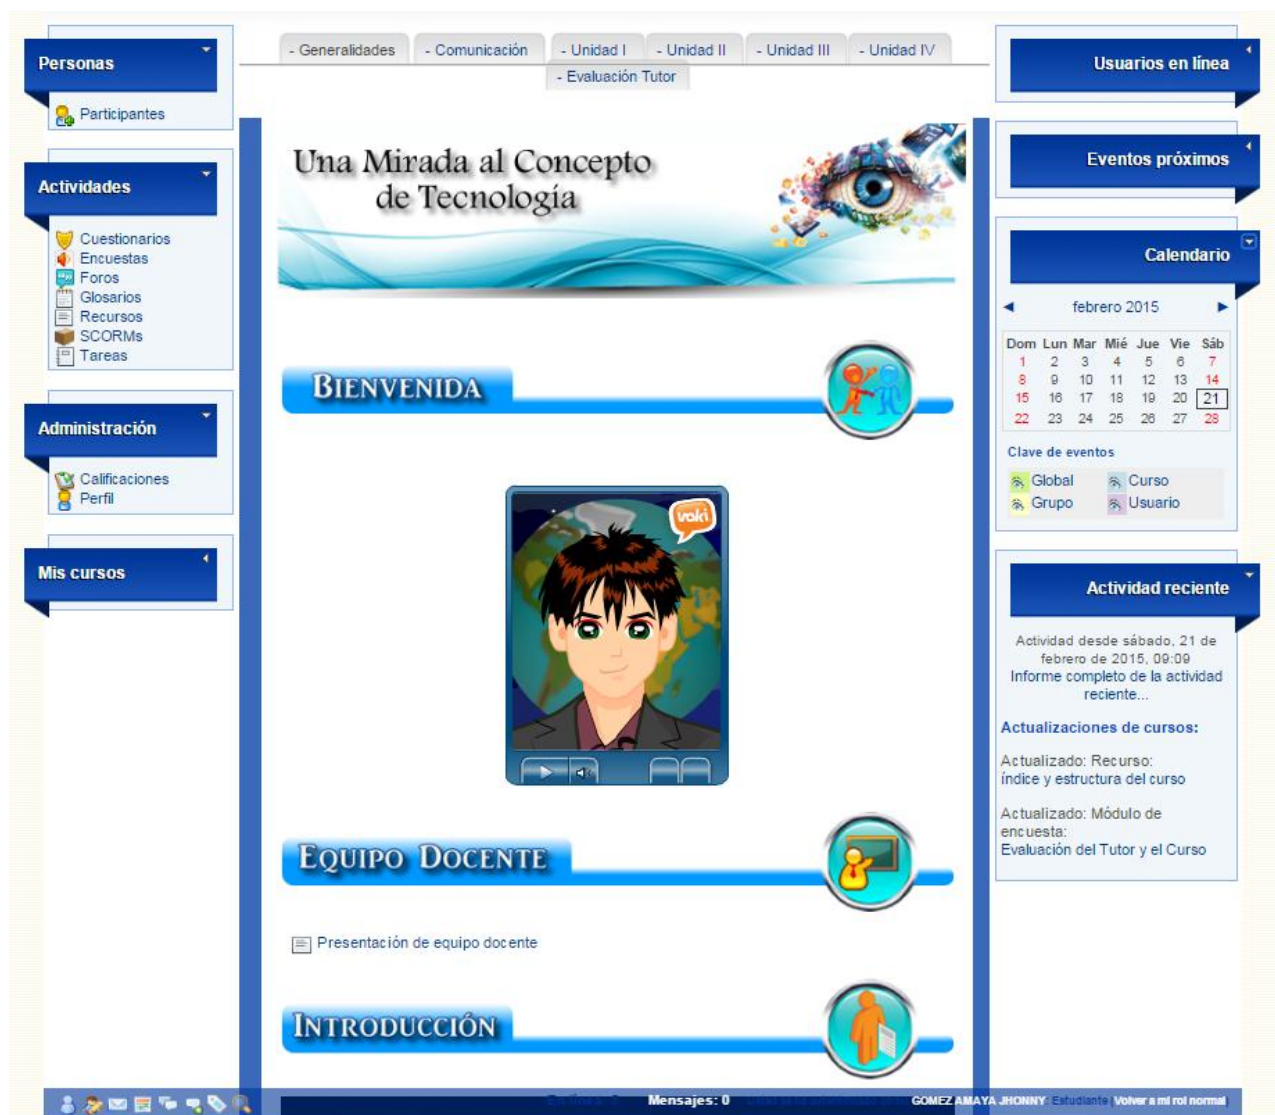 Personas
Participantes
Actividades
Cuestionarios
Encuestas
Foros
Glosarios
Recursos
SCORMs
Tareas
Administración
Calificaciones
Perfil
Mis cursos
- Generalidades
- Comunicación
- Unidad I
- Unidad II
- Unidad III
- Unidad IV
- Evaluación Tutor
Una Mirada al Concepto
de Tecnología
BIENVENIDA
voki
EQUIPO DOCENTE
Presentación de equipo docente
INTRODUCCIÓN
Usuarios en línea
Eventos próximos
Calendario
febrero 2015
Dom Lun Mar Mié Jue Vie Sáb
1 2 3 4 5 6 7
8 9 10 11 12 13 14
15 16 17 18 19 20 21
22 23 24 25 26 27 28
Clave de eventos
Global Curso
Grupo Usuario
Actividad reciente
Actividad desde sábado, 21 de
febrero de 2015, 09:09
Informe completo de la actividad
reciente...
Actualizaciones de cursos:
Actualizado: Recurso:
índice y estructura del curso
Actualizado: Módulo de
encuesta:
Evaluación del Tutor y el Curso
Mensajes: 0
GOMEZ AMAYA JHONNY: Estudiante (Volver a mi rol normal)